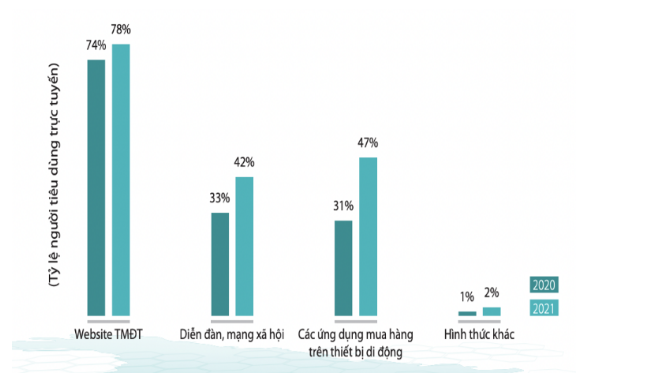 78%
74%
47%
42%
33%
31%
1%
2%
(Tỷ lệ người tiêu dùng trực tuyến)
2020
2021
Website TMĐT
Diễn đàn, mạng xã hội
Các ứng dụng mua hàng
trên thiết bị di động
Hình thức khác